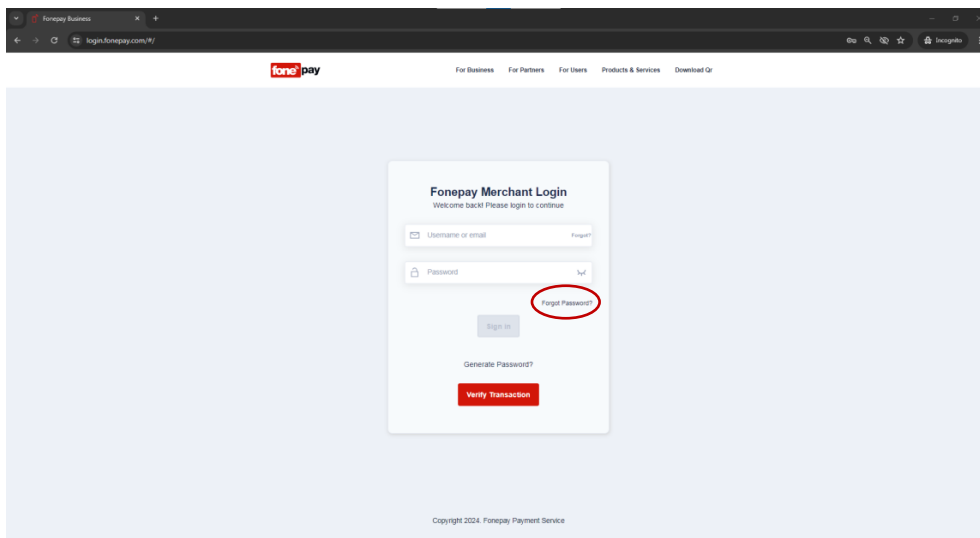 Fonepay Business
login.fonepay.com/#/
Incognito
fone pay
For Business For Partners For Users Products & Services Download Qr
Fonepay Merchant Login
Welcome back! Please login to continue
Username or email Forgot?
Password
Forgot Password?
Sign in
Generate Password?
Verify Transaction
Copyright 2024. Fonepay Payment Service